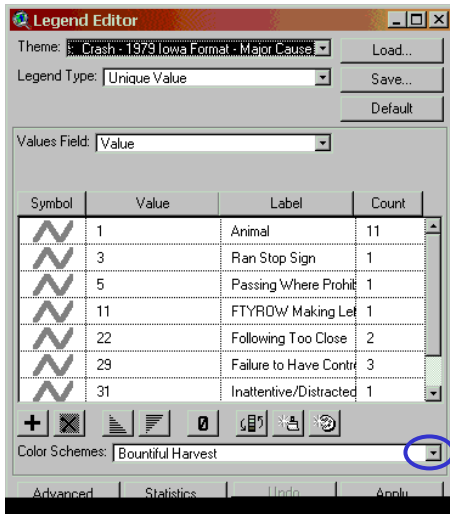 Legend Editor
Theme: : Crash - 1979 Iowa Format - Major Cause
Load...
Legend Type: Unique Value
Save...
Default
Values Field: Value
Symbol Value Label Count
1 Animal 11
3 Ran Stop Sign 1
5 Passing Where Prohib 1
11 FTYROW Making Lef 1
22 Following Too Close 2
29 Failure to Have Contro 3
31 Inattentive/Distracted 1
0
Color Schemes: Bountiful Harvest
Advanced Statistics Undo Apply